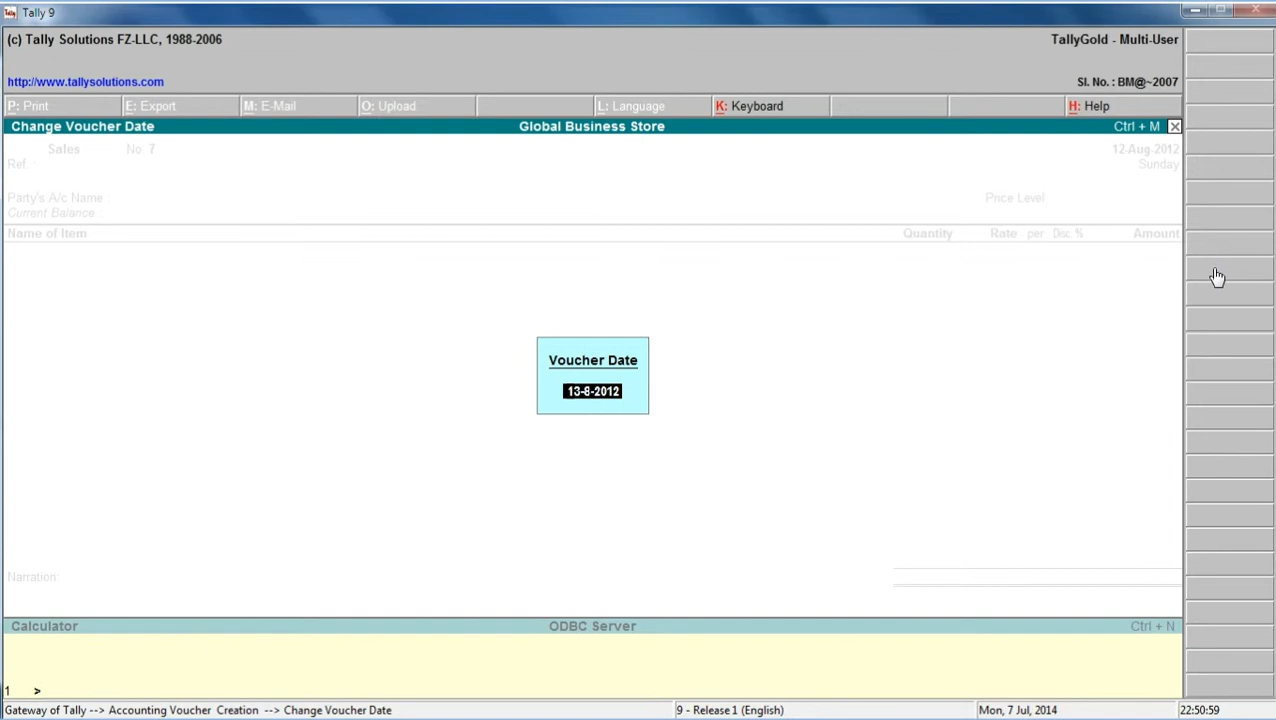 Tally 9
(c) Tally Solutions FZ-LLC, 1988-2006 TallyGold - Multi-User
http://www.tallysolutions.com Sl. No. : BM@~2007
P: Print E: Export M: E-Mail O: Upload L: Language K: Keyboard H: Help
Change Voucher Date Global Business Store Ctrl + M
Sales No. 7 12-Aug-2012
Ref. : Sunday
Party's A/c Name : Price Level
Current Balance
Name of Item Quantity Rate per Disc % Amount
Voucher Date
13-8-2012
Narration:
Calculator ODBC Server Ctrl + N
1 >
Gateway of Tally --> Accounting Voucher Creation --> Change Voucher Date 9 - Release 1 (English) Mon, 7 Jul, 2014 22:50:59